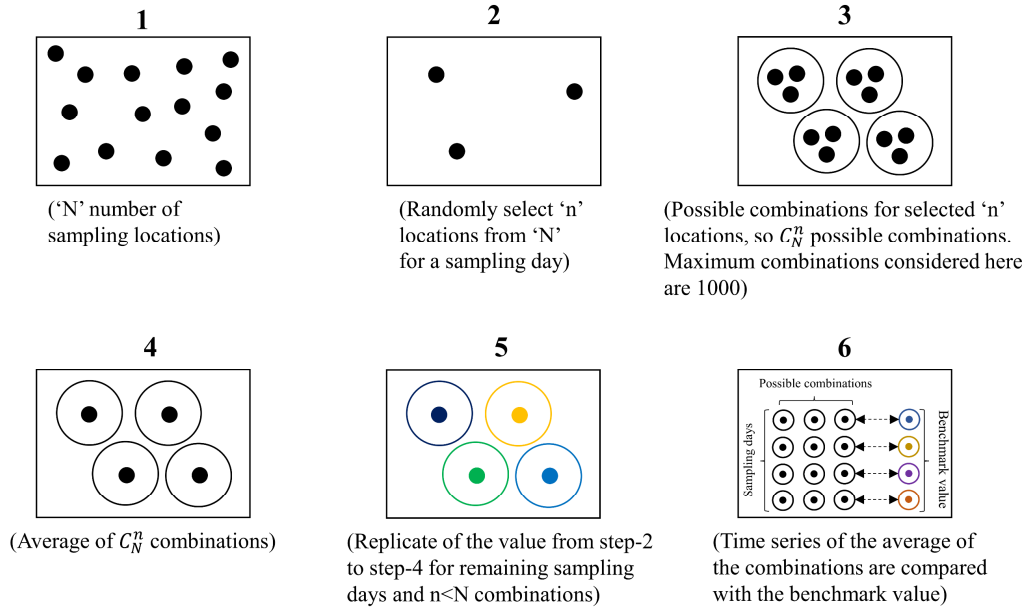 1
(‘N’ number of
sampling locations)
2
(Randomly select ‘n’
locations from ‘N’
for a sampling day)
3
(Possible combinations for selected ‘n’
locations, so C_N^n possible combinations.
Maximum combinations considered here
are 1000)
4
(Average of C_N^n combinations)
5
(Replicate of the value from step-2
to step-4 for remaining sampling
days and n<N combinations)
6
Possible combinations
Sampling days
Benchmark value
(Time series of the average of
the combinations are compared
with the benchmark value)